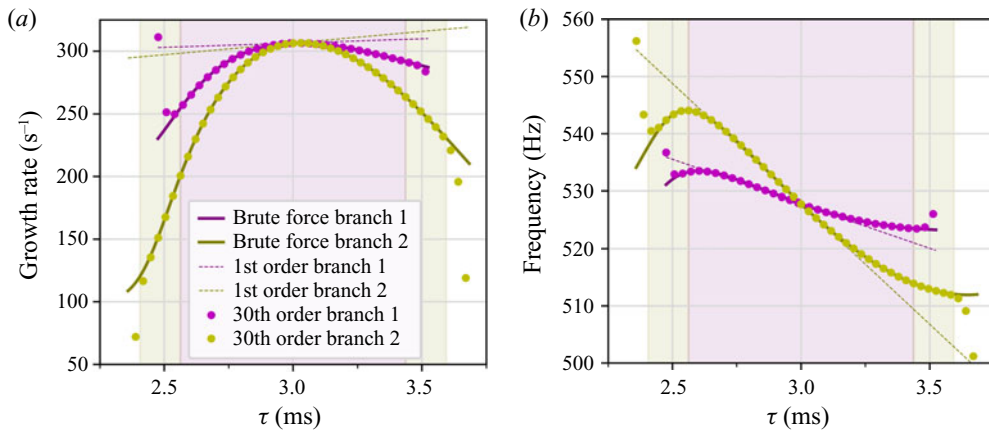 (a)
300
250
200
150
100
50
Growth rate (s⁻¹)
2.5
3.0
3.5
τ (ms)
Brute force branch 1
Brute force branch 2
1st order branch 1
1st order branch 2
30th order branch 1
30th order branch 2
(b)
560
550
540
530
520
510
500
Frequency (Hz)
2.5
3.0
3.5
τ (ms)